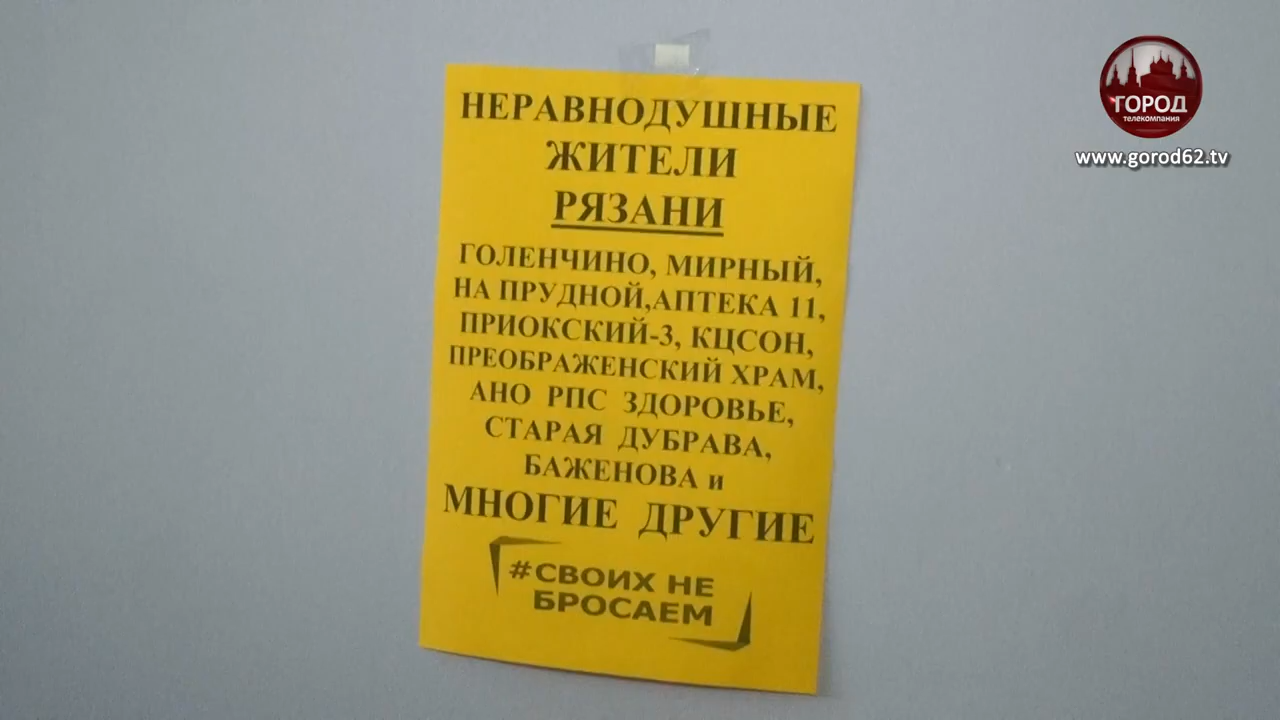 НЕРАВНОДУШНЫЕ
ЖИТЕЛИ
РЯЗАНИ
ГОЛЕНЧИНО, МИРНЫЙ,
НА ПРУДНОЙ,АПТЕКА 11,
ПРИОКСКИЙ-3, КЦСОН,
ПРЕОБРАЖЕНСКИЙ ХРАМ,
АНО РПС ЗДОРОВЬЕ,
СТАРАЯ ДУБРАВА,
БАЖЕНОВА и
МНОГИЕ ДРУГИЕ
#СВОИХ НЕ
БРОСАЕМ
ГОРОД
телекомпания
www.gorod62.tv